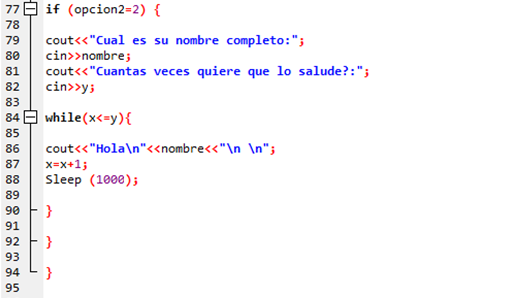 77 if (opcion2=2) {
78
79 cout<<"Cual es su nombre completo:";
80 cin>>nombre;
81 cout<<"Cuantas veces quiere que lo salude?:";
82 cin>>y;
83
84 while(x<=y){
85
86 cout<<"Hola\n"<<nombre<<"\n \n";
87 x=x+1;
88 Sleep (1000);
89
90 }
91
92 }
93
94 }
95